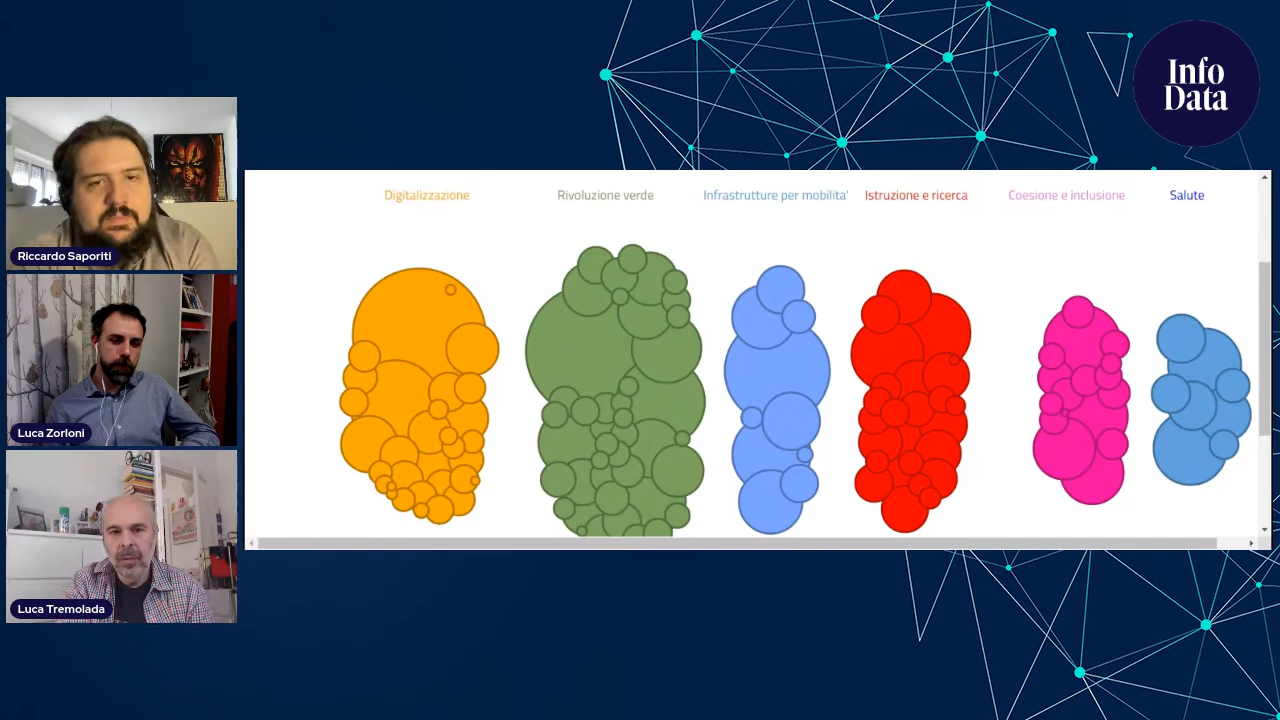 Info
Data
Digitalizzazione
Rivoluzione verde
Infrastrutture per mobilita'
Istruzione e ricerca
Coesione e inclusione
Salute
Riccardo Saporiti
Luca Zorloni
Luca Tremolada